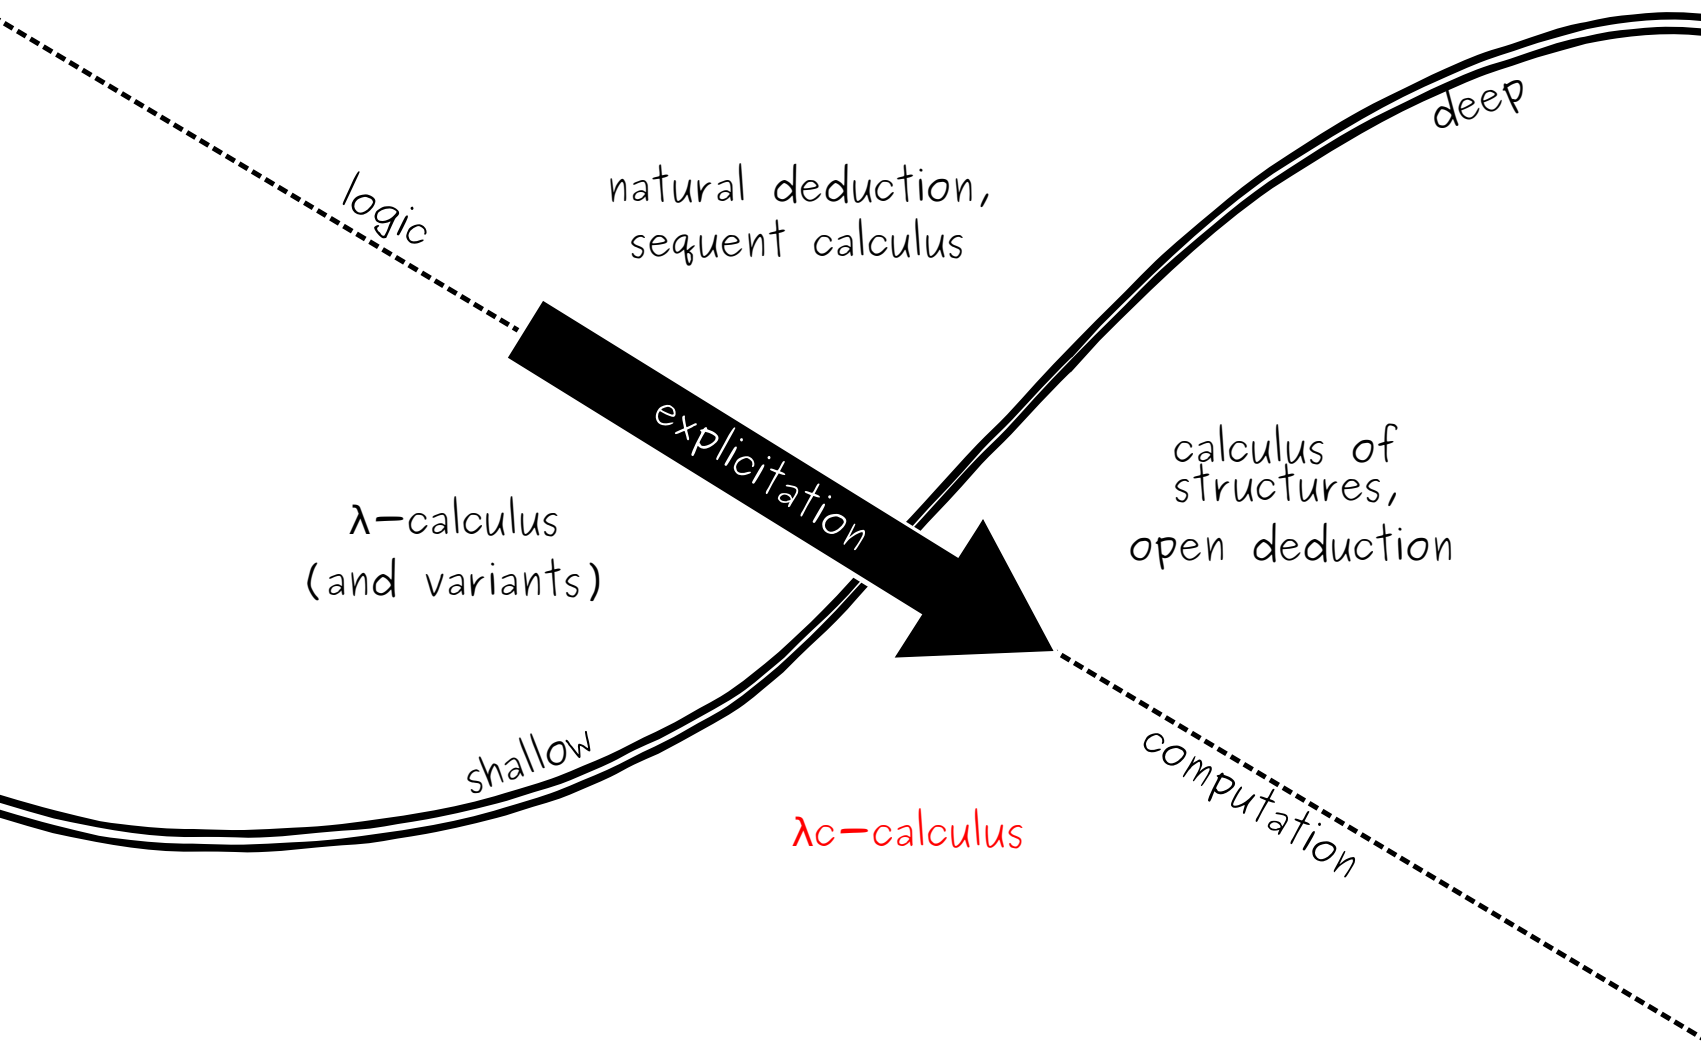 deep
logic
natural deduction,
sequent calculus
explicitation
calculus of
structures,
open deduction
λ-calculus
(and variants)
shallow
computation
λc-calculus